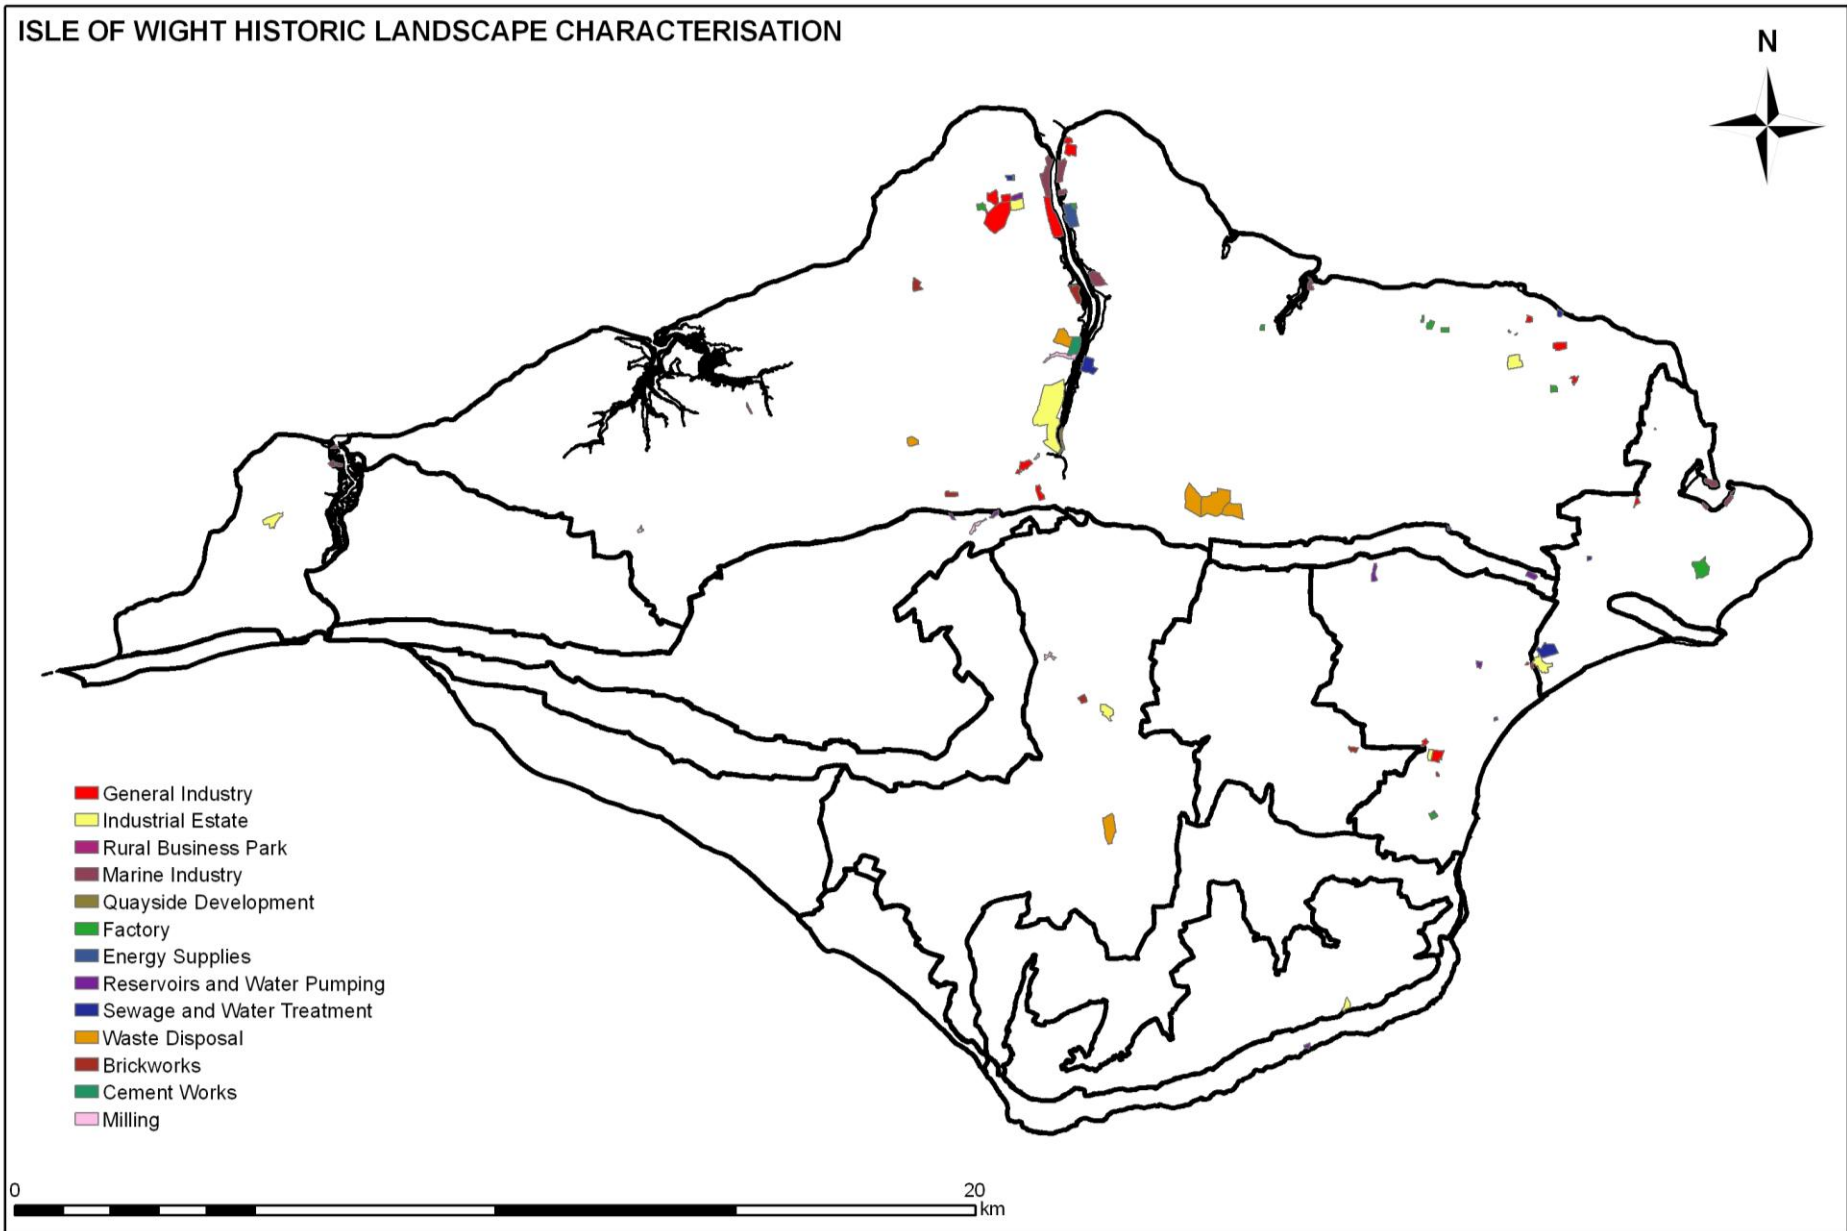 ISLE OF WIGHT HISTORIC LANDSCAPE CHARACTERISATION
N
General Industry
Industrial Estate
Rural Business Park
Marine Industry
Quayside Development
Factory
Energy Supplies
Reservoirs and Water Pumping
Sewage and Water Treatment
Waste Disposal
Brickworks
Cement Works
Milling
0 20
km